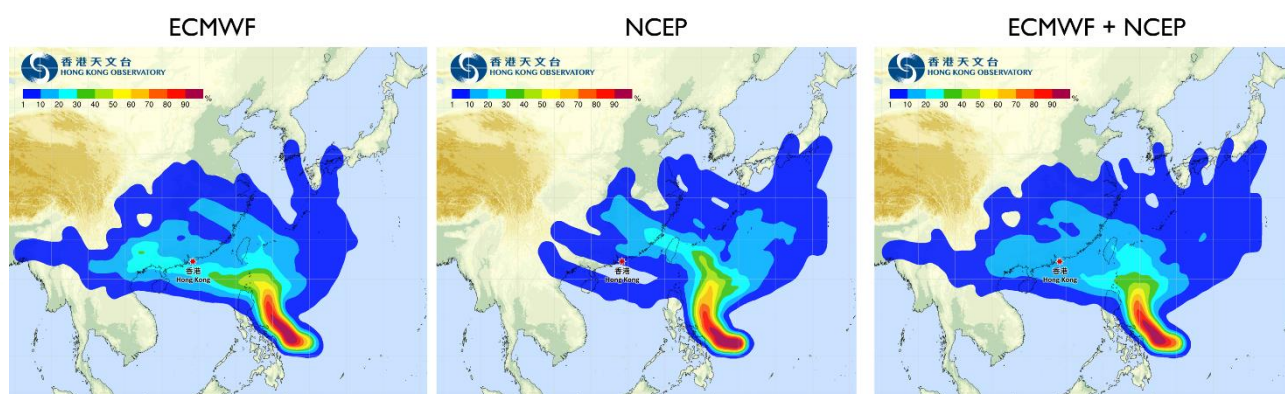 ECMWF
NCEP
ECMWF + NCEP
香港天文台
HONG KONG OBSERVATORY
1 10 20 30 40 50 60 70 80 90 %
香港
Hong Kong
香港天文台
HONG KONG OBSERVATORY
1 10 20 30 40 50 60 70 80 90 %
香港
Hong Kong
香港天文台
HONG KONG OBSERVATORY
1 10 20 30 40 50 60 70 80 90 %
香港
Hong Kong